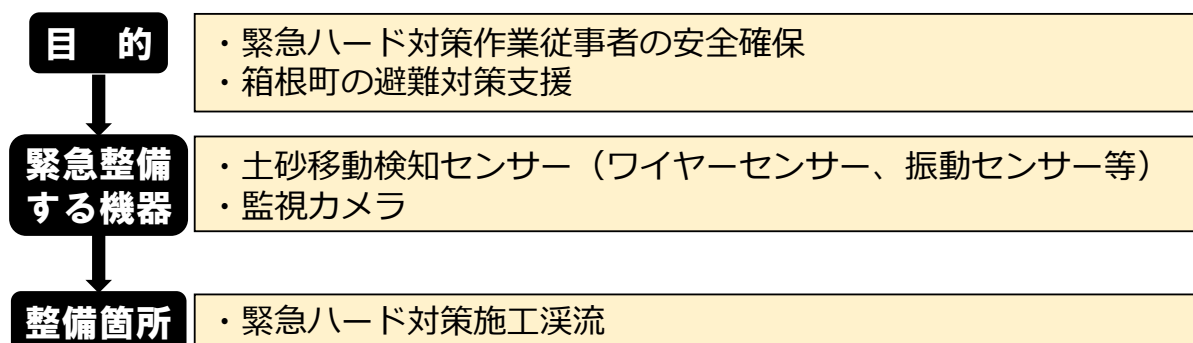 目　的
・緊急ハード対策作業従事者の安全確保
・箱根町の避難対策支援
緊急整備
する機器
・土砂移動検知センサー（ワイヤーセンサー、振動センサー等）
・監視カメラ
整備箇所
・緊急ハード対策施工渓流